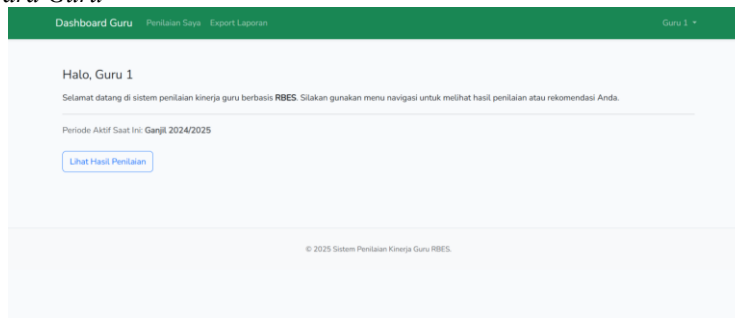 Guru
Dashboard Guru Penilaian Saya Export Laporan Guru 1
Halo, Guru 1
Selamat datang di sistem penilaian kinerja guru berbasis RBES. Silakan gunakan menu navigasi untuk melihat hasil penilaian atau rekomendasi Anda.
Periode Aktif Saat Ini: Ganjil 2024/2025
Lihat Hasil Penilaian
© 2025 Sistem Penilaian Kinerja Guru RBES.